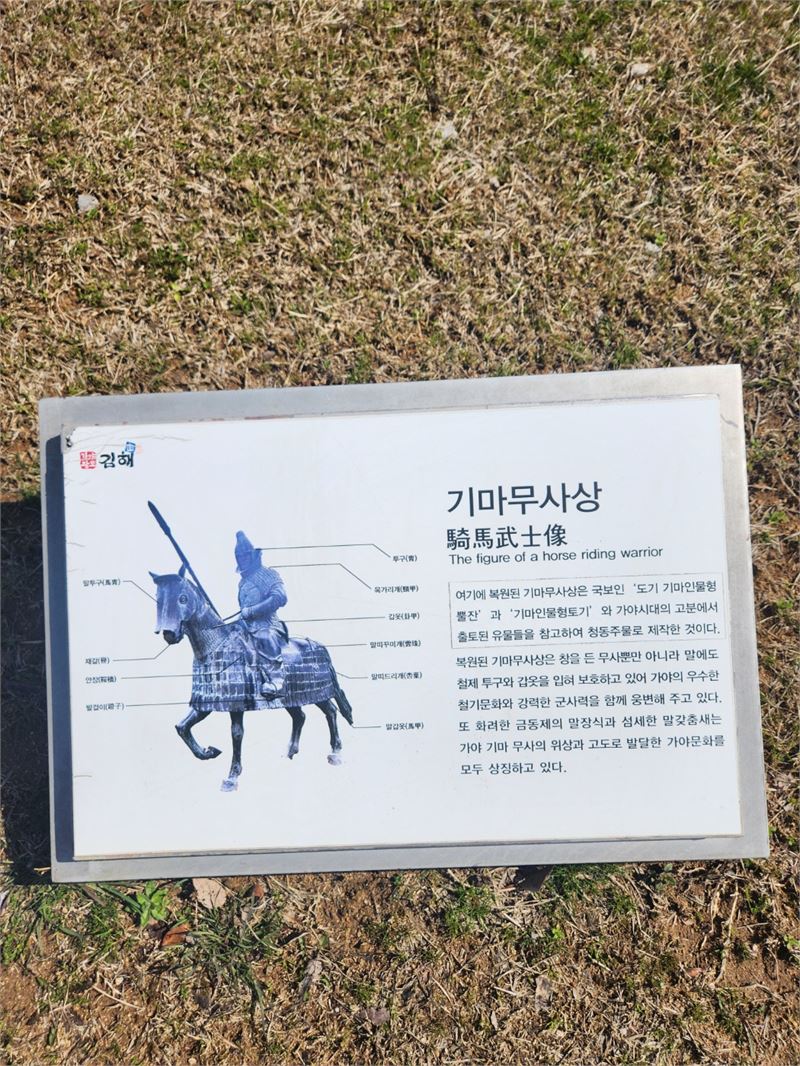 김해
기마무사상
騎馬武士像
The figure of a horse riding warrior
여기에 복원된 기마무사상은 국보인 ‘도기 기마인물형
뿔잔’ 과 ‘기마인물형토기’ 와 가야시대의 고분에서
출토된 유물들을 참고하여 청동주물로 제작한 것이다.
복원된 기마무사상은 창을 든 무사뿐만 아니라 말에도
철제 투구와 갑옷을 입혀 보호하고 있어 가야의 우수한
철기문화와 강력한 군사력을 함께 웅변해 주고 있다.
또 화려한 금동제의 말장식과 섬세한 말갖춤새는
가야 기마 무사의 위상과 고도로 발달한 가야문화를
모두 상징하고 있다.
투구(冑)
목가리개(頸甲)
갑옷(卦甲)
말띠꾸미개(雲珠)
말띠드리개(杏葉)
말갑옷(馬甲)
말투구(馬冑)
재갈(轡)
안장(鞍橋)
발걸이(鐙子)